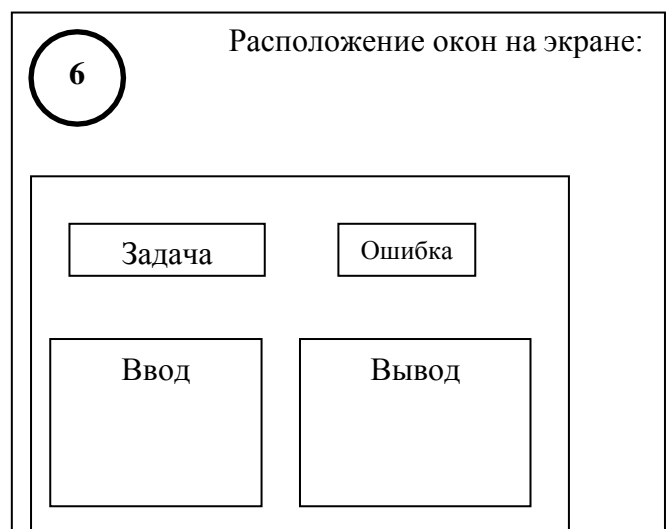 Расположение окон на экране:
6
Задача
Ошибка
Ввод
Вывод